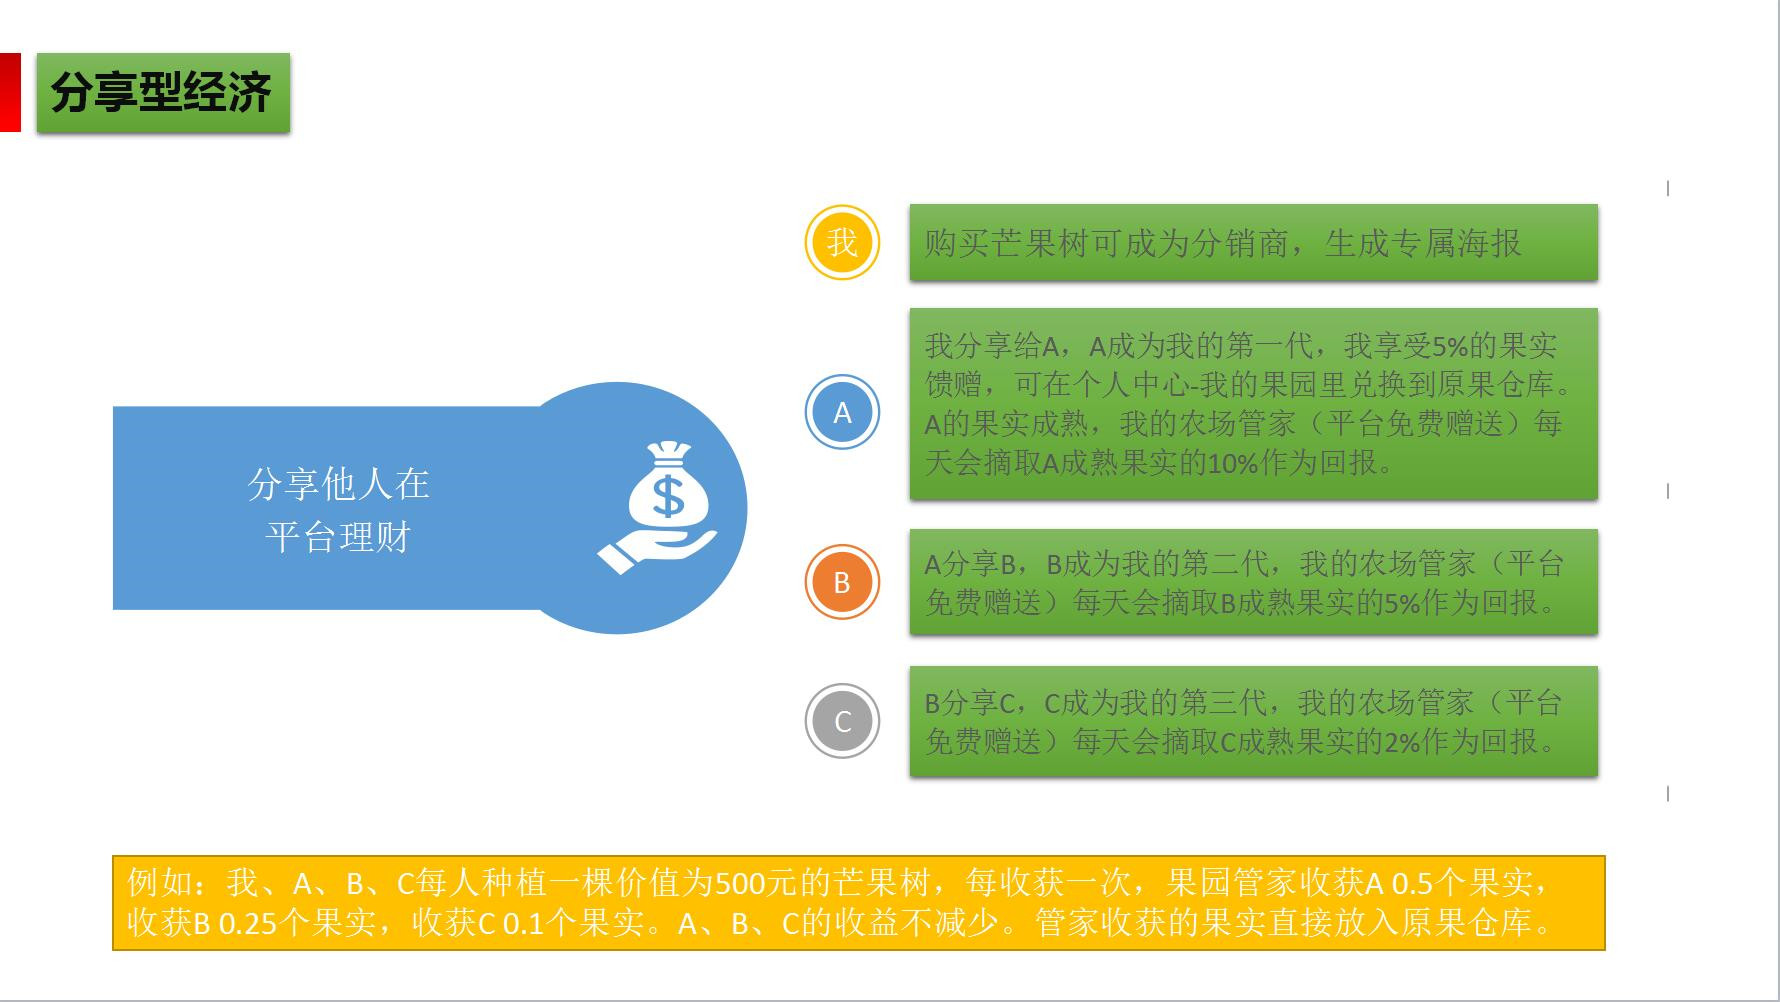 分享型经济
我
购买芒果树可成为分销商，生成专属海报
A
我分享给A，A成为我的第一代，我享受5%的果实
馈赠，可在个人中心-我的果园里兑换到原果仓库。
A的果实成熟，我的农场管家（平台免费赠送）每
天会摘取A成熟果实的10%作为回报。
分享他人在
平台理财
$
B
A分享B，B成为我的第二代，我的农场管家（平台
免费赠送）每天会摘取B成熟果实的5%作为回报。
C
B分享C，C成为我的第三代，我的农场管家（平台
免费赠送）每天会摘取C成熟果实的2%作为回报。
例如：我、A、B、C每人种植一棵价值为500元的芒果树，每收获一次，果园管家收获A 0.5个果实，
收获B 0.25个果实，收获C 0.1个果实。A、B、C的收益不减少。管家收获的果实直接放入原果仓库。